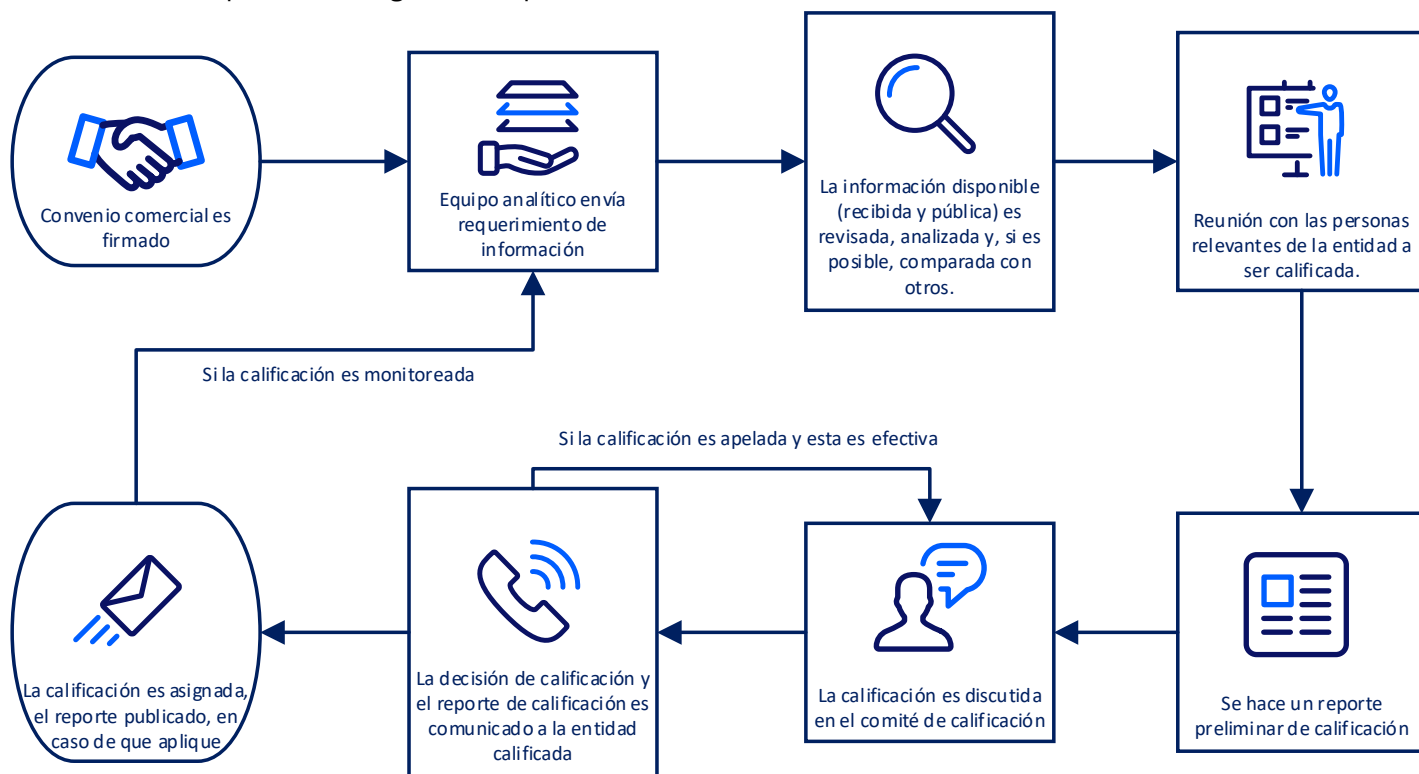 Convenio comercial es
firmado
Equipo analítico envía
requerimiento de
información
La información disponible
(recibida y pública) es
revisada, analizada y, si es
posible, comparada con
otros.
Reunión con las personas
relevantes de la entidad a
ser calificada.
Si la calificación es monitoreada
Si la calificación es apelada y esta es efectiva
La calificación es asignada,
el reporte publicado, en
caso de que aplique
La decisión de calificación y
el reporte de calificación es
comunicado a la entidad
calificada
La calificación es discutida
en el comité de calificación
Se hace un reporte
preliminar de calificación